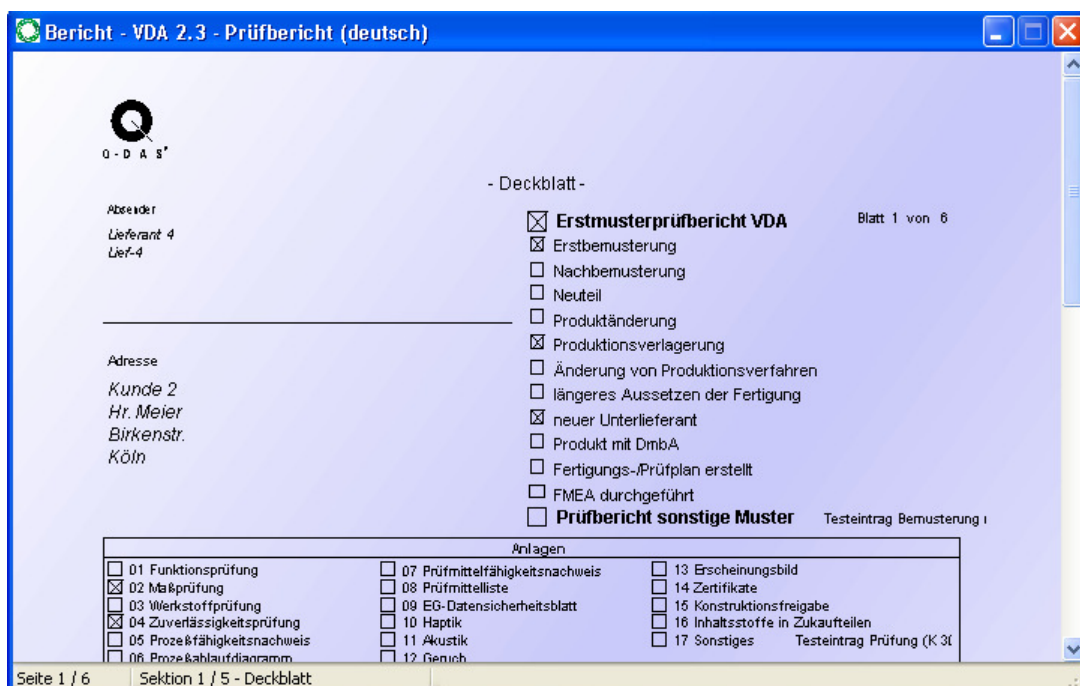 Bericht - VDA 2.3 - Prüfbericht (deutsch)
Q-DAS®
- Deckblatt -
Absender
Lieferant 4
Lief-4
Erstmusterprüfbericht VDA
Blatt 1 von 6
Erstbemusterung
Nachbemusterung
Neuteil
Produktänderung
Produktionsverlagerung
Änderung von Produktionsverfahren
längeres Aussetzen der Fertigung
neuer Unterlieferant
Produkt mit DmbA
Fertigungs-/Prüfplan erstellt
FMEA durchgeführt
Prüfbericht sonstige Muster
Testeintrag Bemusterung
Adresse
Kunde 2
Hr. Meier
Birkenstr.
Köln
Anlagen
01 Funktionsprüfung
02 Maßprüfung
03 Werkstoffprüfung
04 Zuverlässigkeitsprüfung
05 Prozeßfähigkeitsnachweis
06 Prozeßablaufdiagramm
07 Prüfmittelfähigkeitsnachweis
08 Prüfmittelliste
09 EG-Datensicherheitsblatt
10 Haptik
11 Akustik
12 Geruch
13 Erscheinungsbild
14 Zertifikate
15 Konstruktionsfreigabe
16 Inhaltsstoffe in Zukaufteilen
17 Sonstiges Testeintrag Prüfung (K
Seite 1 / 6
Sektion 1 / 5 - Deckblatt